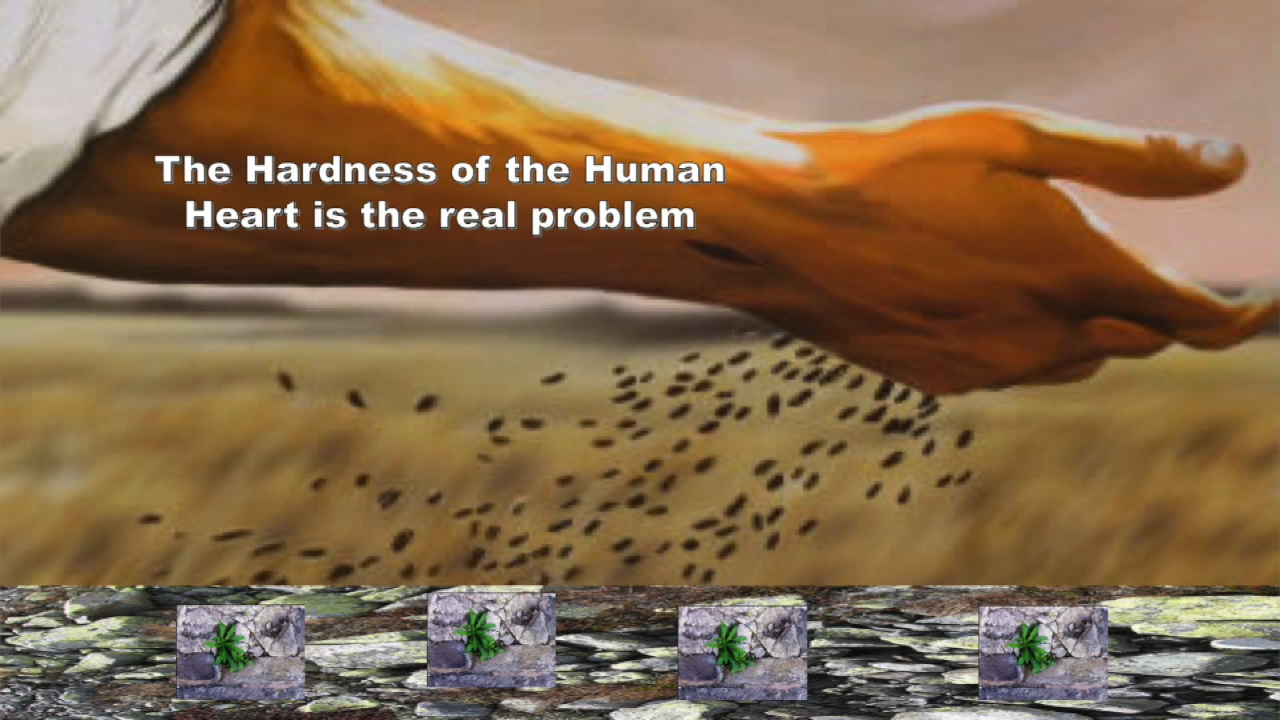 The Hardness of the Human
Heart is the real problem